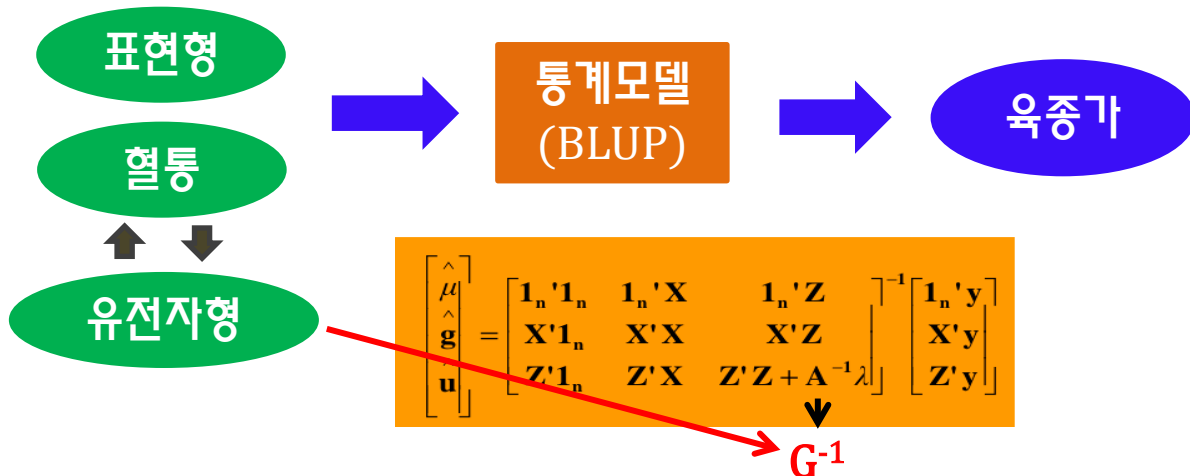 표현형
혈통
유전자형
통계모델
(BLUP)
육종가
[μ̂] = [1ₙ'1ₙ 1ₙ'X 1ₙ'Z]⁻¹ [1ₙ'y]
[ĝ] [X'1ₙ X'X X'Z] [X'y]
[u] [Z'1ₙ Z'X Z'Z + A⁻¹λ] [Z'y]
G⁻¹